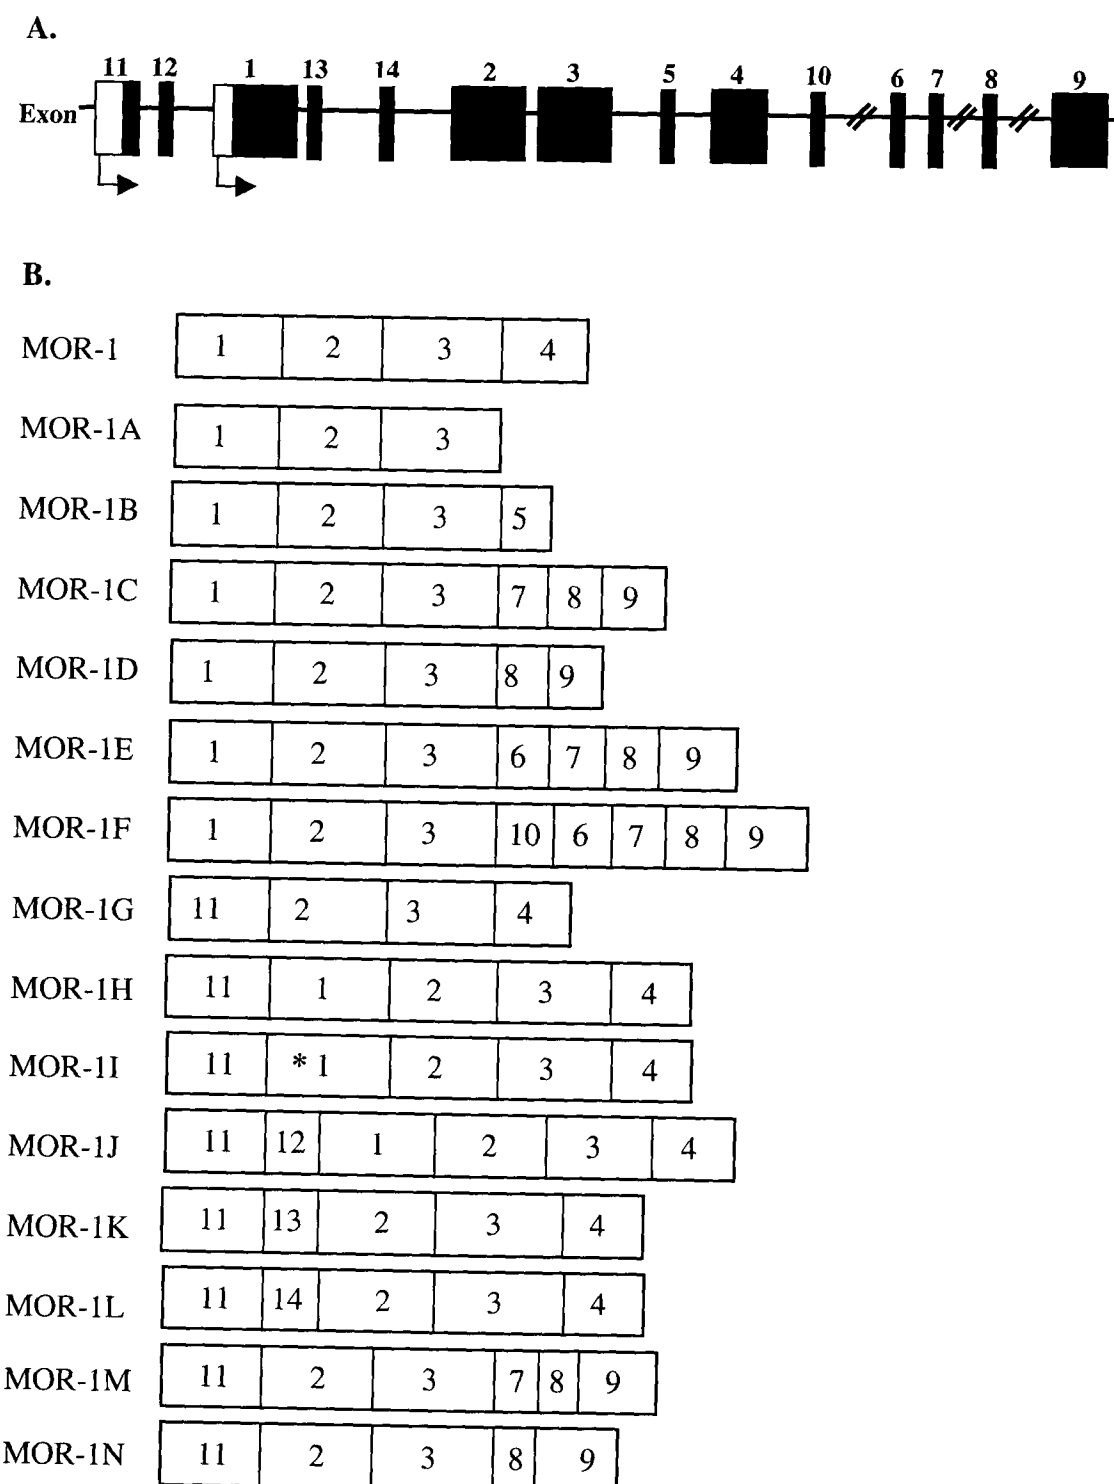 A.
11 12 1 13 14 2 3 5 4 10 6 7 8 9
Exon
B.
MOR-1 1 2 3 4
MOR-1A 1 2 3
MOR-1B 1 2 3 5
MOR-1C 1 2 3 7 8 9
MOR-1D 1 2 3 8 9
MOR-1E 1 2 3 6 7 8 9
MOR-1F 1 2 3 10 6 7 8 9
MOR-1G 11 2 3 4
MOR-1H 11 1 2 3 4
MOR-1I 11 *1 2 3 4
MOR-1J 11 12 1 2 3 4
MOR-1K 11 13 2 3 4
MOR-1L 11 14 2 3 4
MOR-1M 11 2 3 7 8 9
MOR-1N 11 2 3 8 9